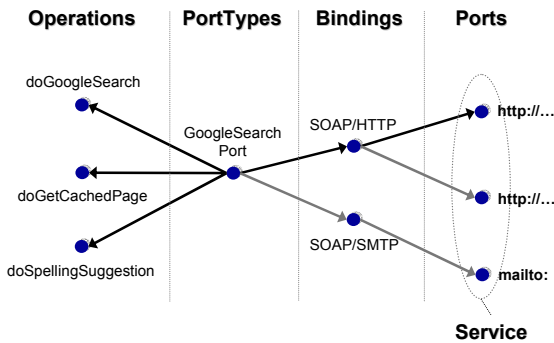 Operations PortTypes Bindings Ports
doGoogleSearch
doGetCachedPage
doSpellingSuggestion
GoogleSearch
Port
SOAP/HTTP
SOAP/SMTP
http://…
http://…
mailto:
Service